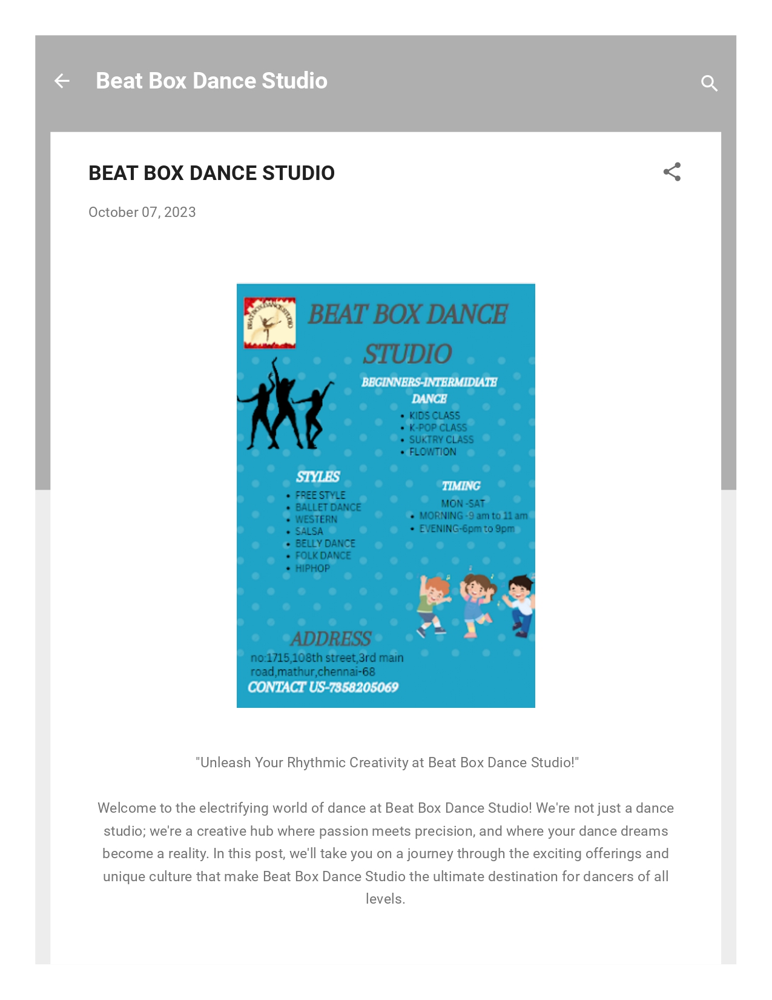 Beat Box Dance Studio
BEAT BOX DANCE STUDIO
October 07, 2023
BEAT BOX DANCE STUDIO
BEAT BOX DANCE
STUDIO
BEGINNERS-INTERMIDIATE
DANCE
• KIDS CLASS
• K-POP CLASS
• SUKTRY CLASS
• FLOWTION
STYLES
• FREE STYLE
• BALLET DANCE
• WESTERN
• SALSA
• BELLY DANCE
• FOLK DANCE
• HIPHOP
TIMING
MON -SAT
• MORNING -9 am to 11 am
• EVENING-6pm to 9pm
ADDRESS
no:1715,108th street,3rd main
road,mathur,chennai-68
CONTACT US-7358205069
"Unleash Your Rhythmic Creativity at Beat Box Dance Studio!"
Welcome to the electrifying world of dance at Beat Box Dance Studio! We're not just a dance
studio; we're a creative hub where passion meets precision, and where your dance dreams
become a reality. In this post, we'll take you on a journey through the exciting offerings and
unique culture that make Beat Box Dance Studio the ultimate destination for dancers of all
levels.